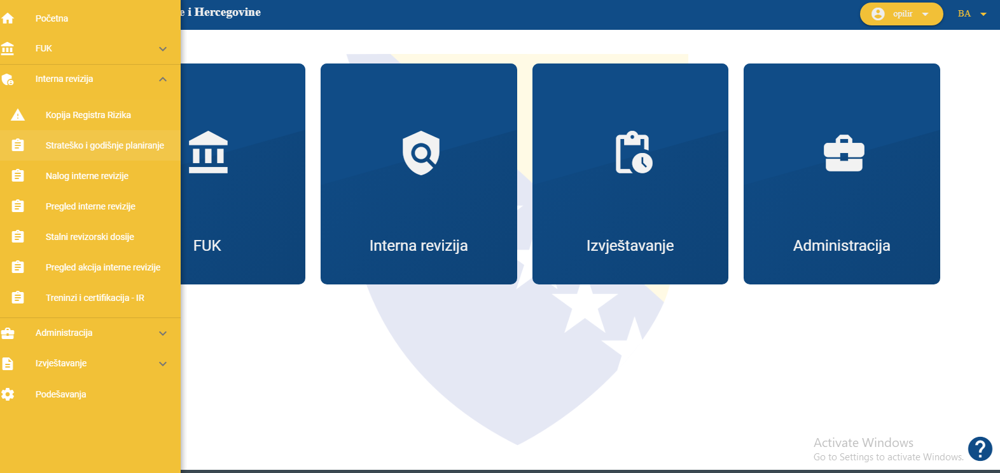 e i Hercegovine
opilir
BA
Početna
FUK
Interna revizija
Kopija Registra Rizika
Strateško i godišnje planiranje
Nalog interne revizije
Pregled interne revizije
Stalni revizorski dosije
Pregled akcija interne revizije
Treninzi i certifikacija - IR
Administracija
Izvještavanje
Podešavanja
FUK
Interna revizija
Izvještavanje
Administracija
Activate Windows
Go to Settings to activate Windows.